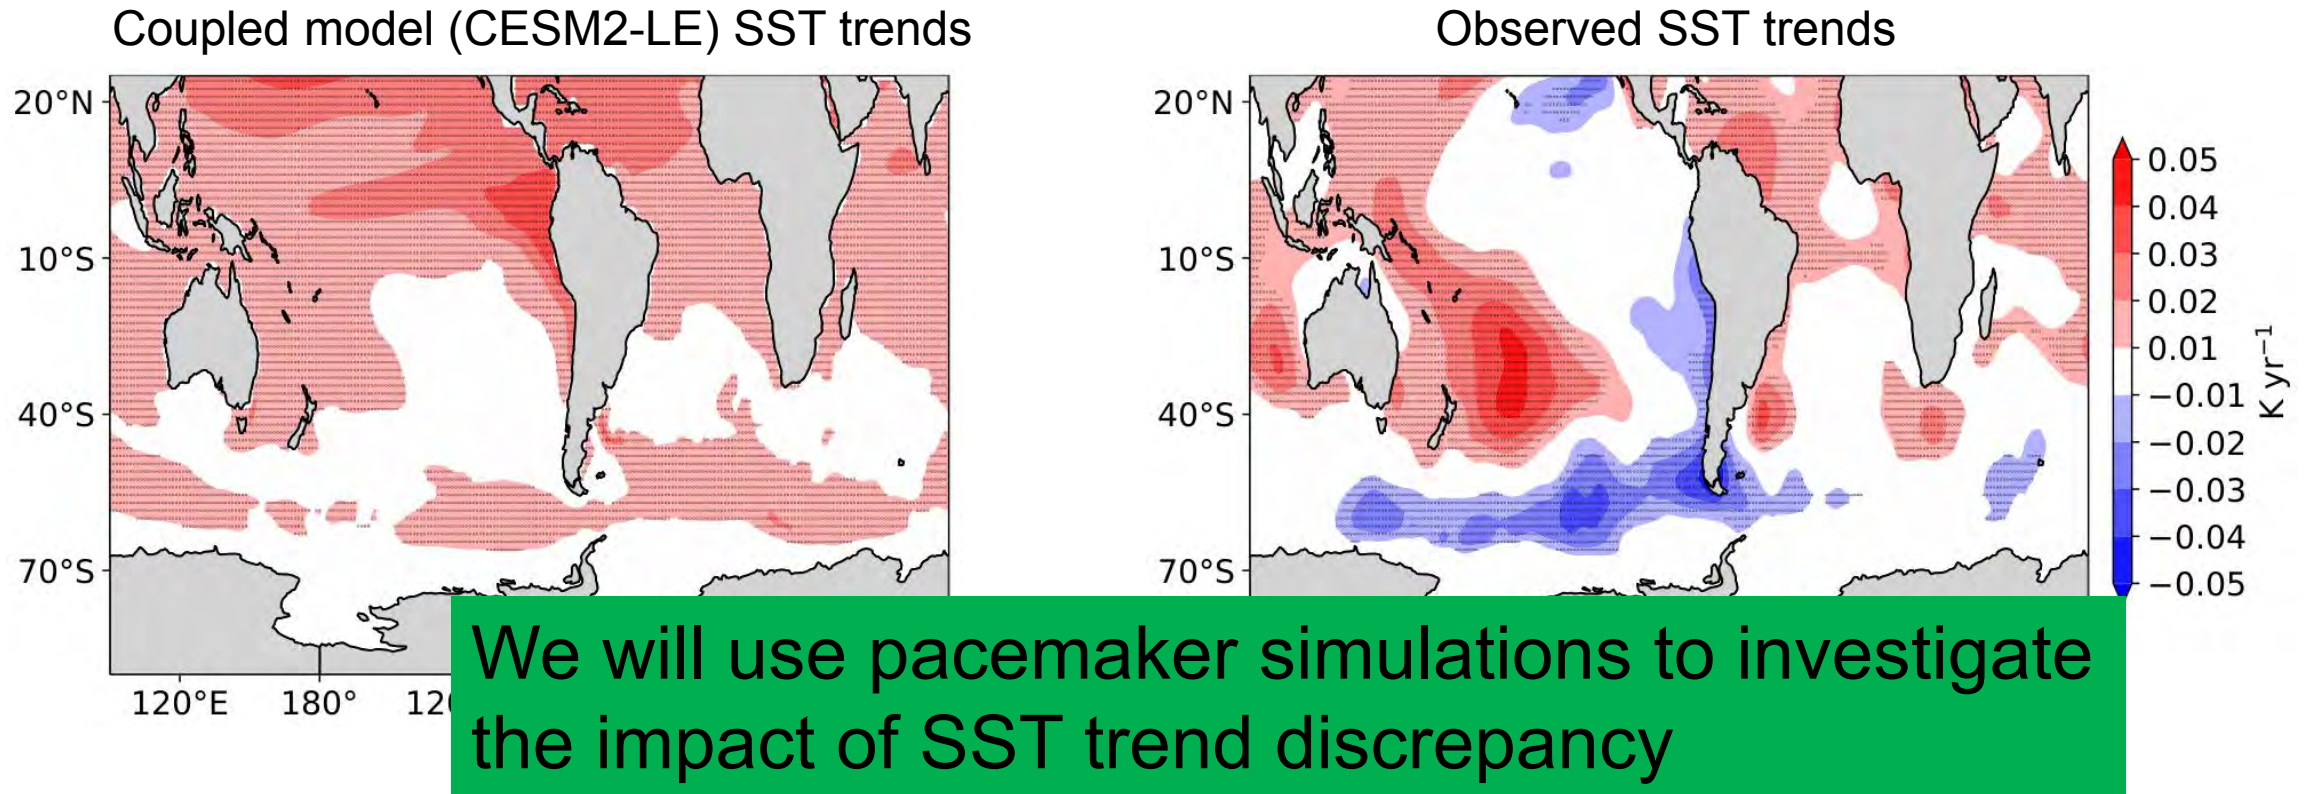 Coupled model (CESM2-LE) SST trends
Observed SST trends
20°N
10°S
40°S
70°S
120°E 180°
20°N
10°S
40°S
70°S
0.05
0.04
0.03
0.02
0.01
−0.01
−0.02
−0.03
−0.04
−0.05
K yr⁻¹
We will use pacemaker simulations to investigate
the impact of SST trend discrepancy